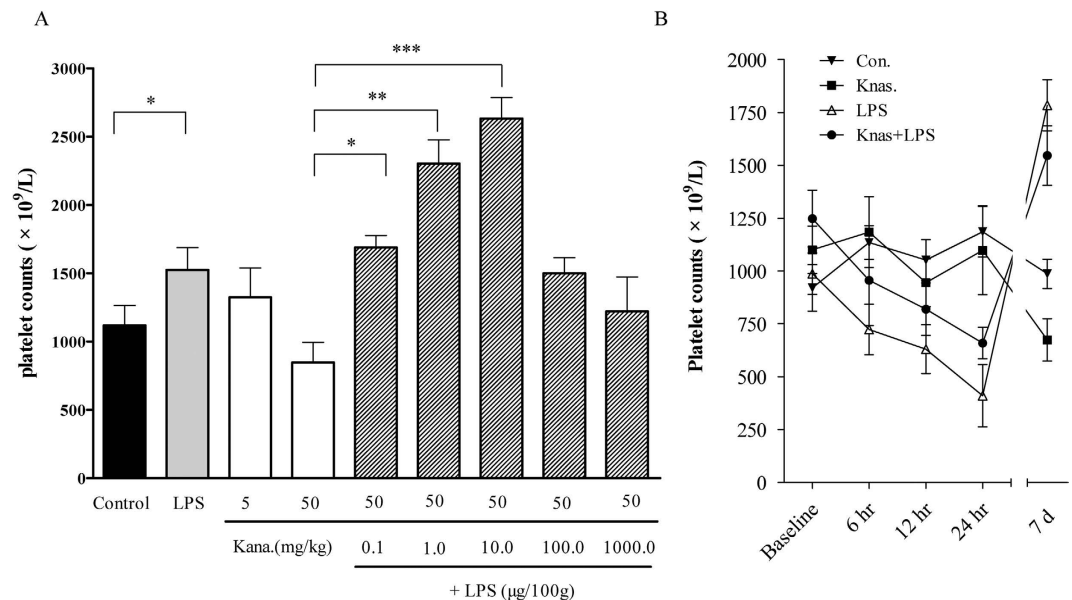 A
platelet counts ( × 10⁹/L)
3000
2500
2000
1500
1000
500
0
*
*
**
***
Control LPS 5 50 50 50 50 50 50
Kana.(mg/kg) 0.1 1.0 10.0 100.0 1000.0
+ LPS (μg/100g)
B
Platelet counts ( × 10⁹/L)
2000
1750
1500
1250
1000
750
500
250
0
Con.
Knas.
LPS
Knas+LPS
Baseline 6 hr 12 hr 24 hr 7 d